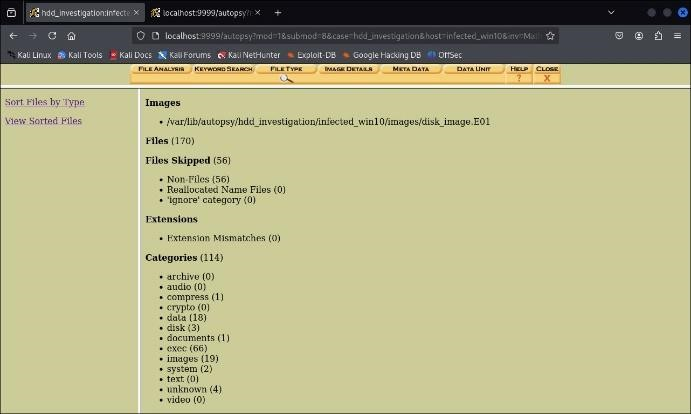 hdd_investigation:infecte
localhost:9999/autopsy?m
localhost:9999/autopsy?mod=1&submod=8&case=hdd_investigation&host=infected_win10&inv=Mal
Kali Linux Kali Tools Kali Docs Kali Forums Kali NetHunter Exploit-DB Google Hacking DB OffSec
FILE ANALYSIS KEYWORD SEARCH FILE TYPE IMAGE DETAILS META DATA DATA UNIT HELP CLOSE
? X
Sort Files by Type
View Sorted Files
Images
• /var/lib/autopsy/hdd_investigation/infected_win10/images/disk_image.E01
Files (170)
Files Skipped (56)
• Non-Files (56)
• Reallocated Name Files (0)
• 'ignore' category (0)
Extensions
• Extension Mismatches (0)
Categories (114)
• archive (0)
• audio (0)
• compress (1)
• crypto (0)
• data (18)
• disk (3)
• documents (1)
• exec (66)
• images (19)
• system (2)
• text (0)
• unknown (4)
• video (0)